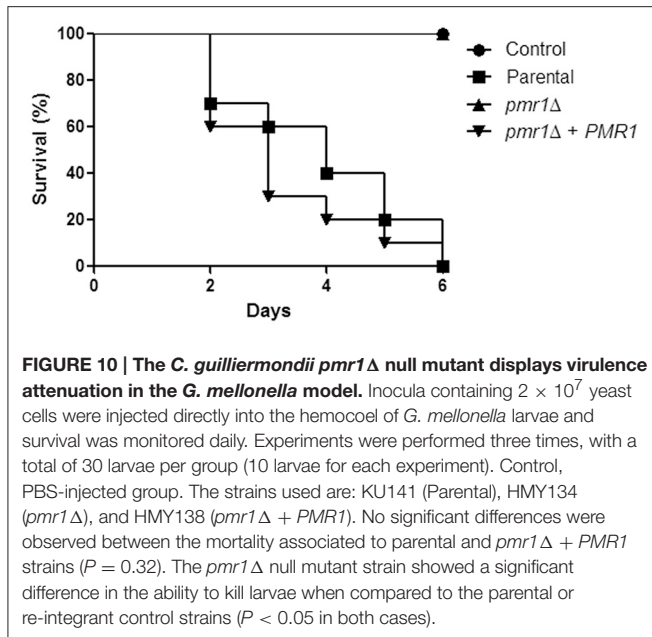 100
80
60
40
20
0
Survival (%)
0 2 4 6
Days
Control
Parental
pmr1Δ
pmr1Δ + PMR1
FIGURE 10 | The C. guilliermondii pmr1Δ null mutant displays virulence
attenuation in the G. mellonella model. Inocula containing 2 × 10⁷ yeast
cells were injected directly into the hemocoel of G. mellonella larvae and
survival was monitored daily. Experiments were performed three times, with a
total of 30 larvae per group (10 larvae for each experiment). Control,
PBS-injected group. The strains used are: KU141 (Parental), HMY134
(pmr1Δ), and HMY138 (pmr1Δ + PMR1). No significant differences were
observed between the mortality associated to parental and pmr1Δ + PMR1
strains (P = 0.32). The pmr1Δ null mutant strain showed a significant
difference in the ability to kill larvae when compared to the parental or
re-integrant control strains (P < 0.05 in both cases).